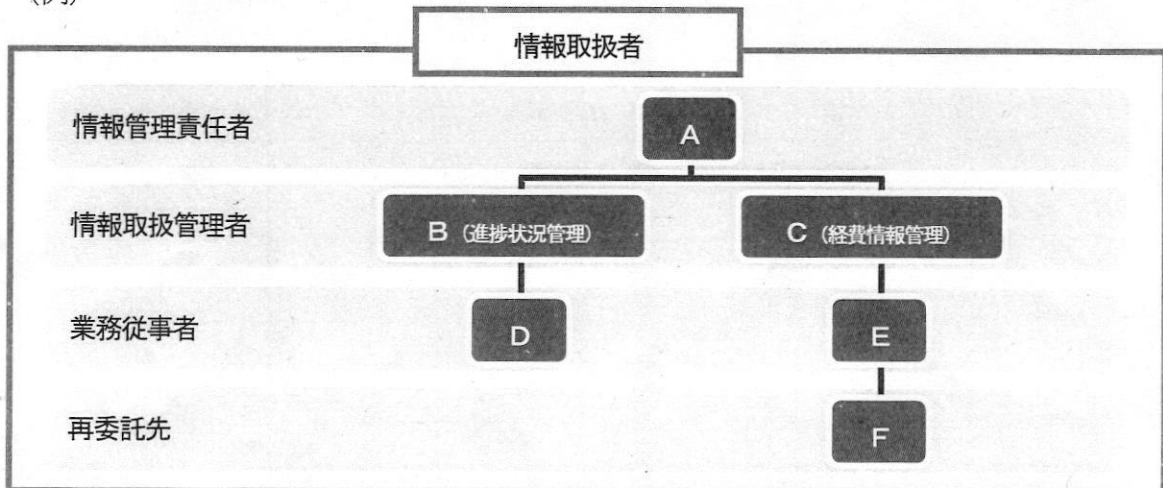 (例)
情報取扱者
情報管理責任者
A
情報取扱管理者
B (進捗状況管理)
C (経費情報管理)
業務従事者
D
E
再委託先
F